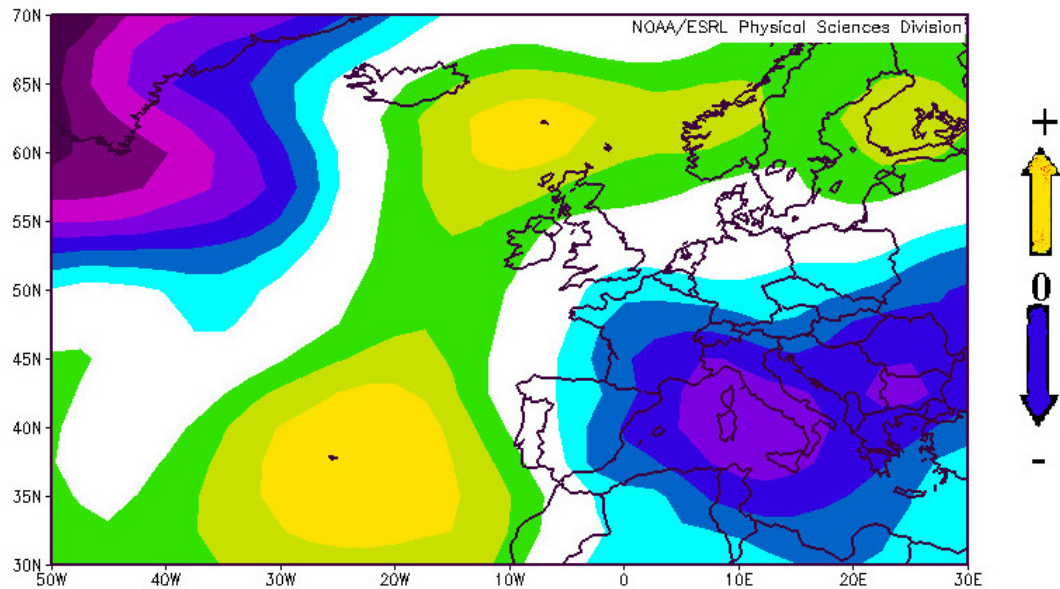 NOAA/ESRL Physical Sciences Division
70N
65N
60N
55N
50N
45N
40N
35N
30N
50W 40W 30W 20W 10W 0 10E 20E 30E
+
0
-